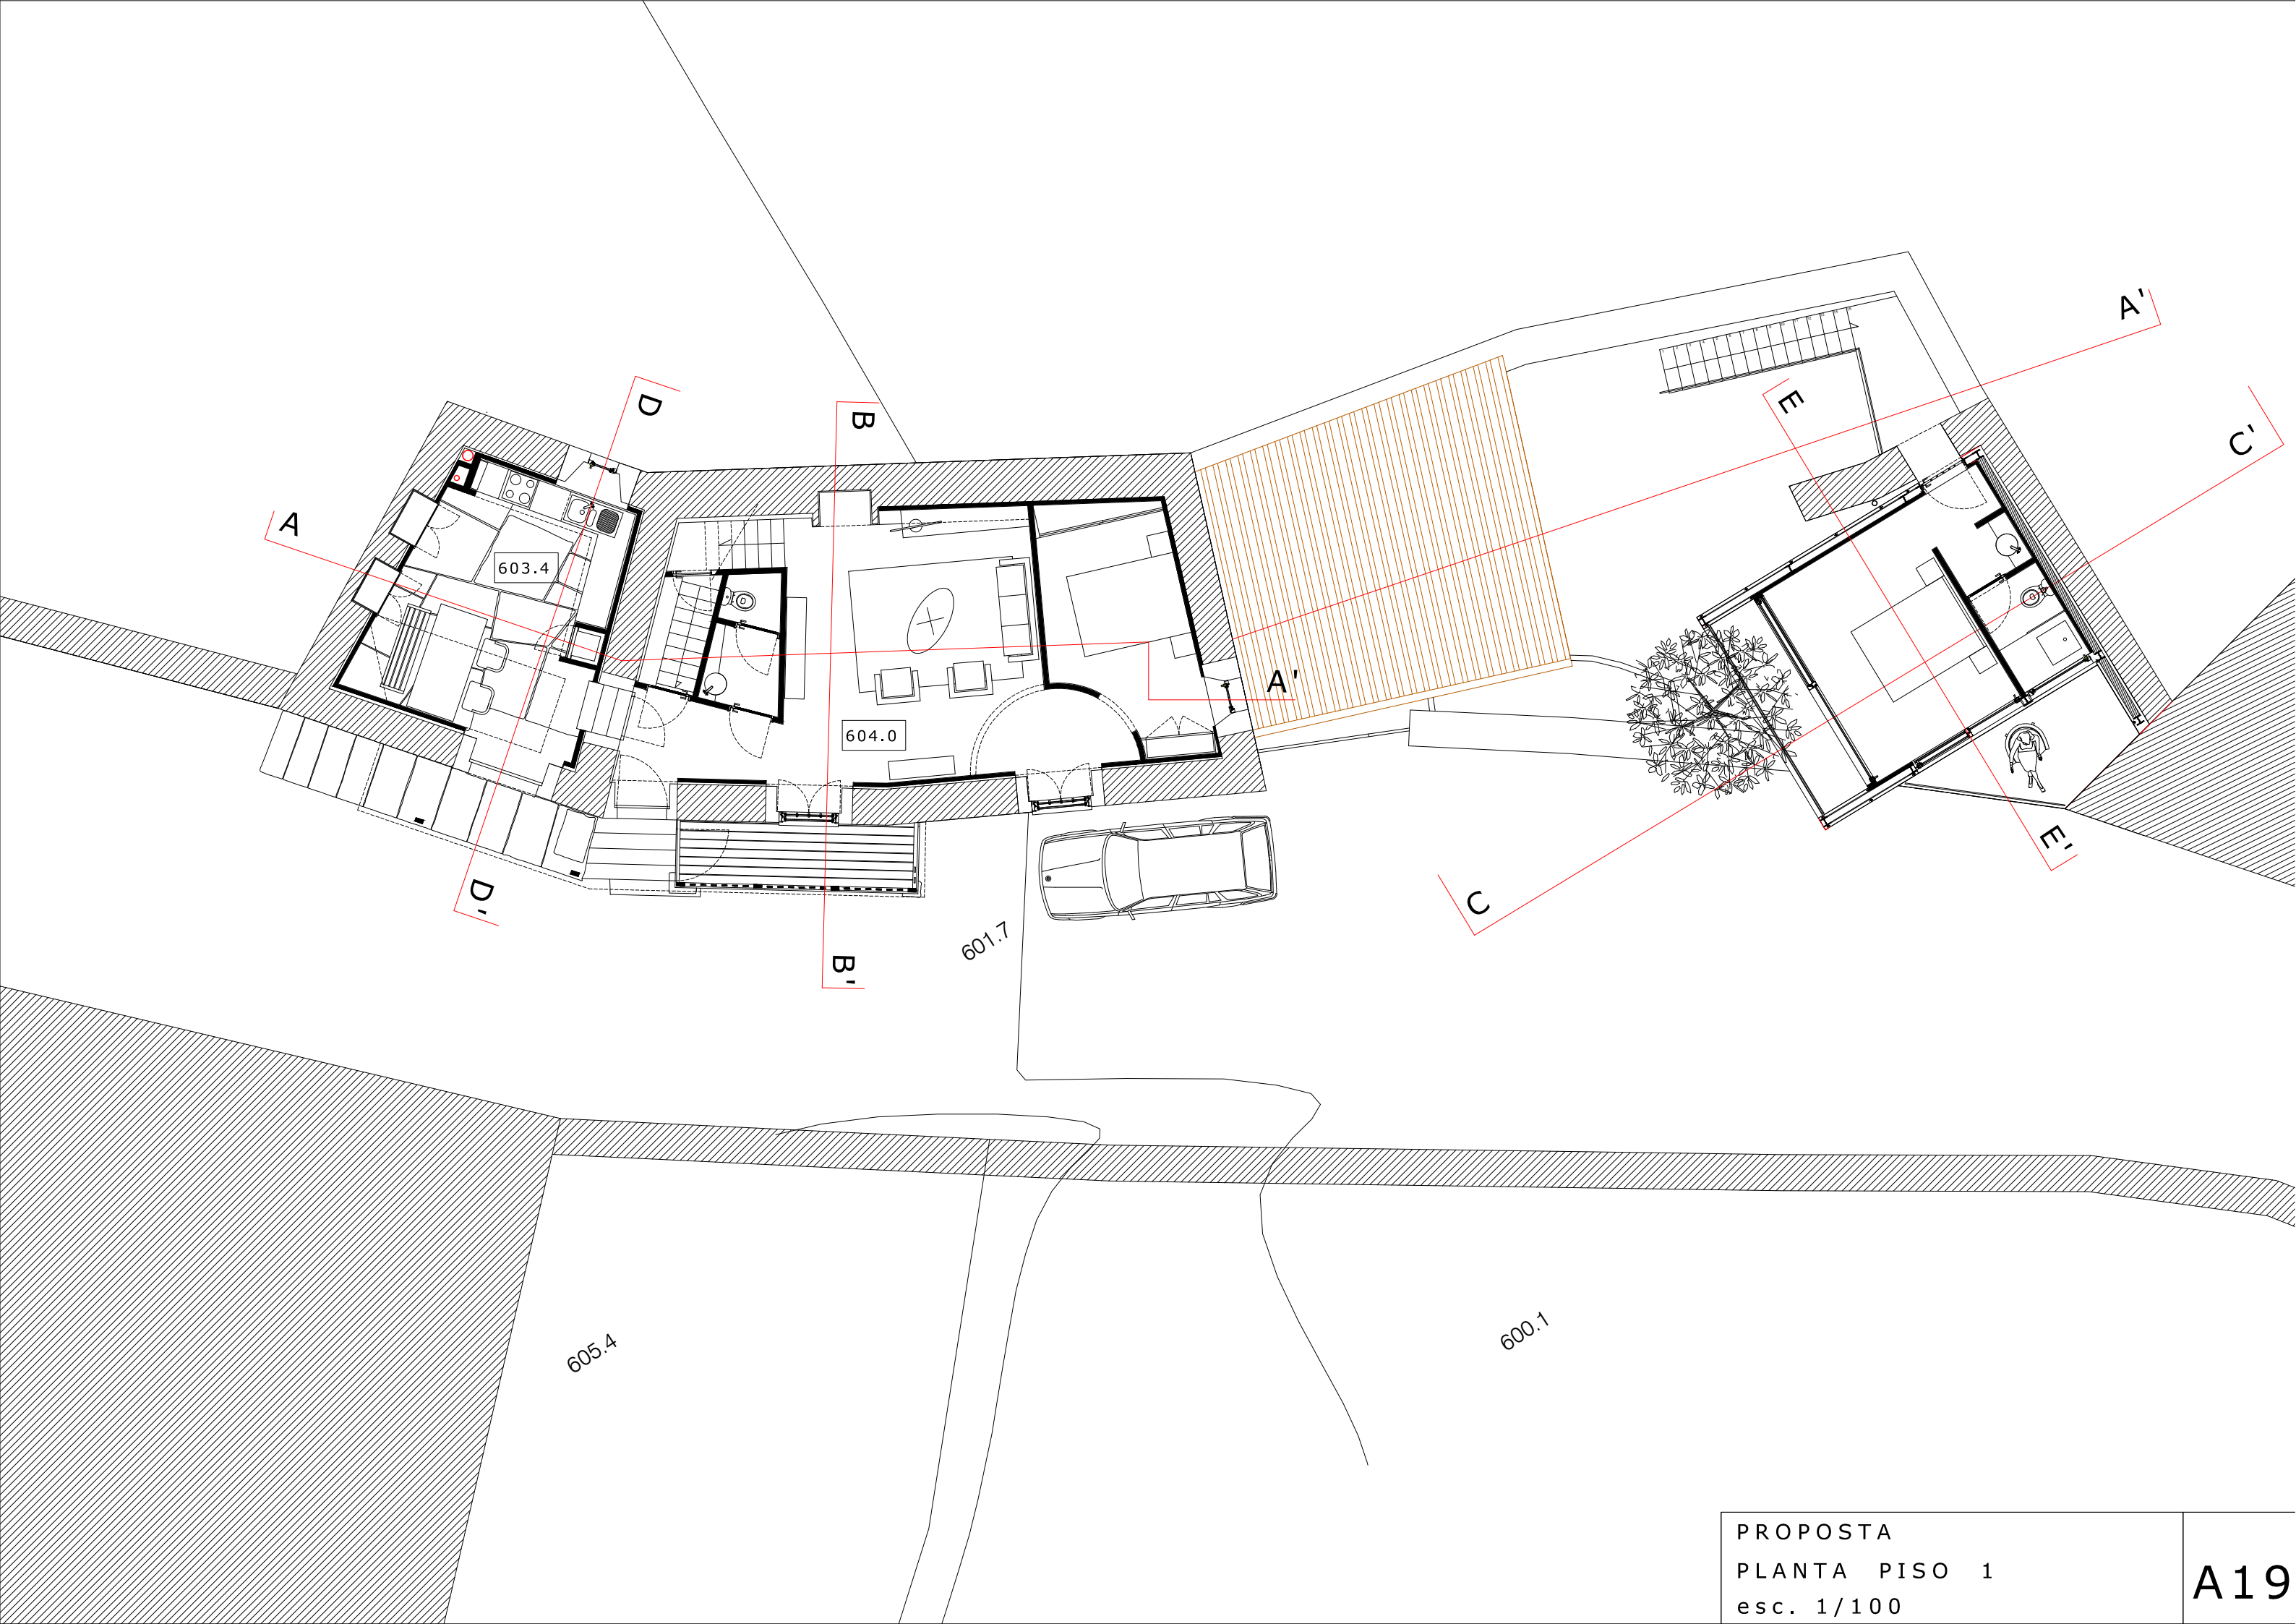 A'
D
E
B
C'
A
603.4
A'
604.0
E'
D'
C
601.7
B'
600.1
605.4
PROPOSTA
PLANTA PISO 1
esc. 1/100
A19